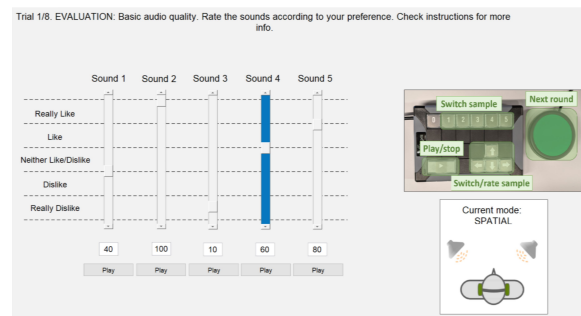 Trial 1/8. EVALUATION: Basic audio quality. Rate the sounds according to your preference. Check instructions for more
info.
Sound 1 Sound 2 Sound 3 Sound 4 Sound 5
Really Like
Like
Neither Like/Dislike
Dislike
Really Dislike
40 100 10 60 80
Play Play Play Play Play
Switch sample
Next round
1 2 3 4
Play/stop
Switch/rate sample
Current mode:
SPATIAL